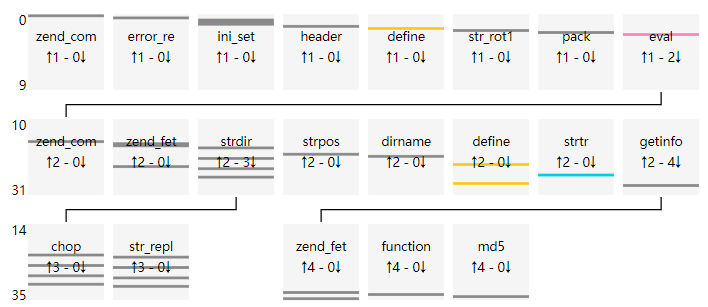 0
zend_com error_re ini_set header define str_rot1 pack eval
↑1 - 0↓ ↑1 - 0↓ ↑1 - 0↓ ↑1 - 0↓ ↑1 - 0↓ ↑1 - 0↓ ↑1 - 0↓ ↑1 - 2↓
9
10
zend_com zend_fet strdir strpos dirname define strtr getinfo
↑2 - 0↓ ↑2 - 0↓ ↑2 - 3↓ ↑2 - 0↓ ↑2 - 0↓ ↑2 - 0↓ ↑2 - 0↓ ↑2 - 4↓
31
14
chop str_repl zend_fet function md5
↑3 - 0↓ ↑3 - 0↓ ↑4 - 0↓ ↑4 - 0↓ ↑4 - 0↓
35